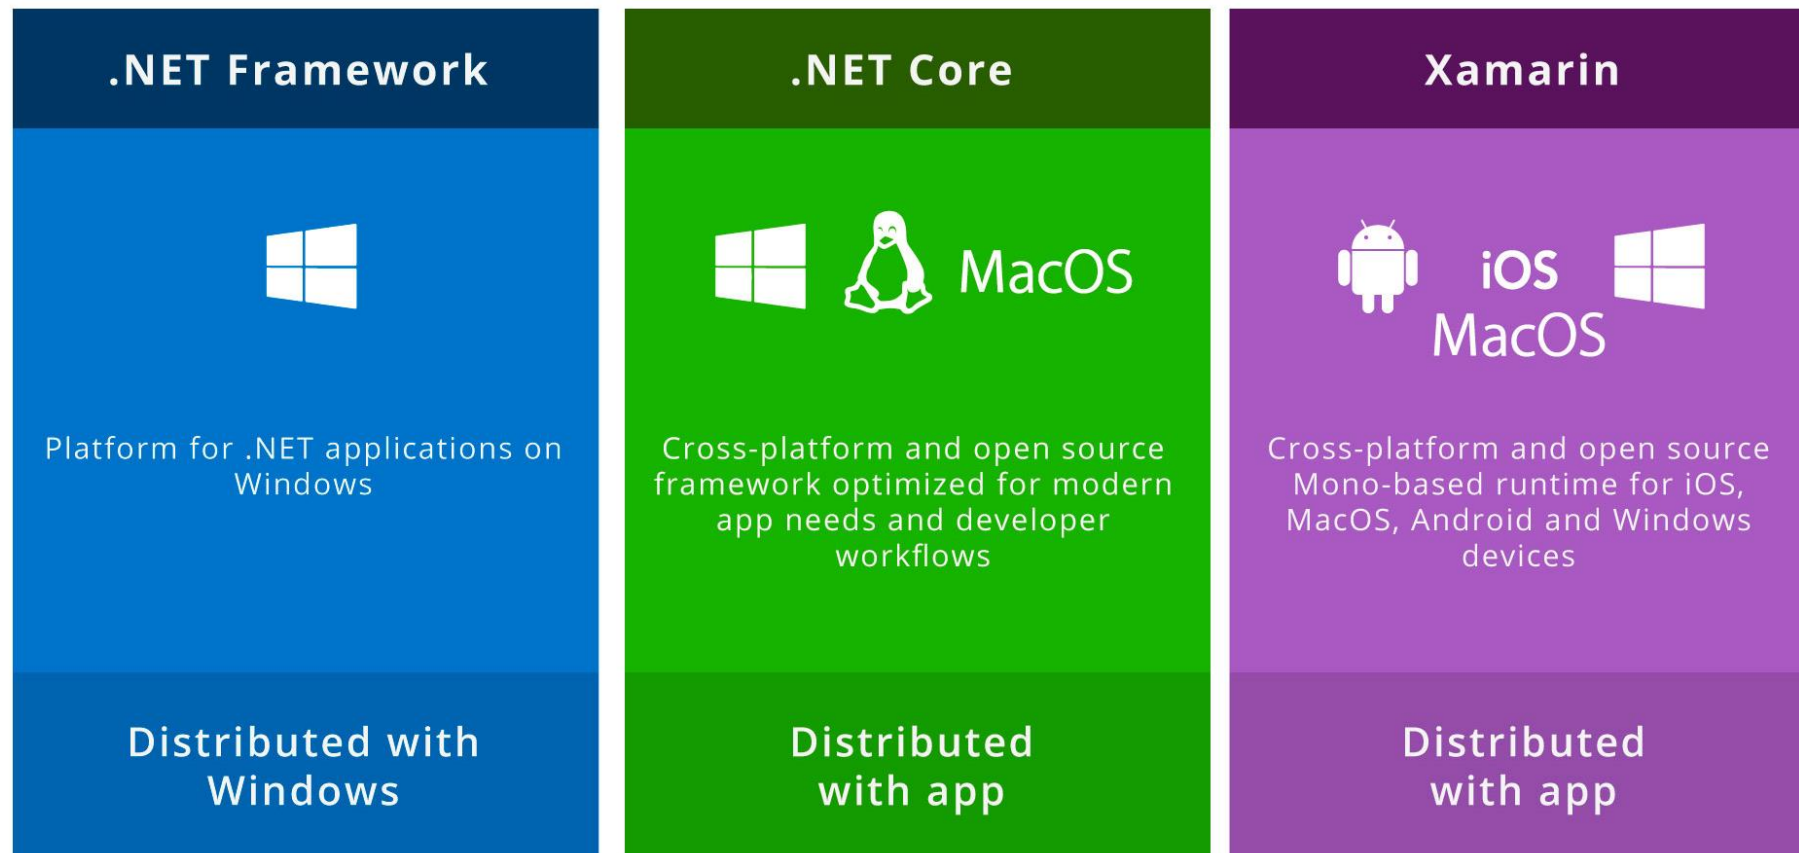 .NET Framework
Platform for .NET applications on
Windows
Distributed with
Windows
.NET Core
MacOS
Cross-platform and open source
framework optimized for modern
app needs and developer
workflows
Distributed
with app
Xamarin
iOS
MacOS
Cross-platform and open source
Mono-based runtime for iOS,
MacOS, Android and Windows
devices
Distributed
with app